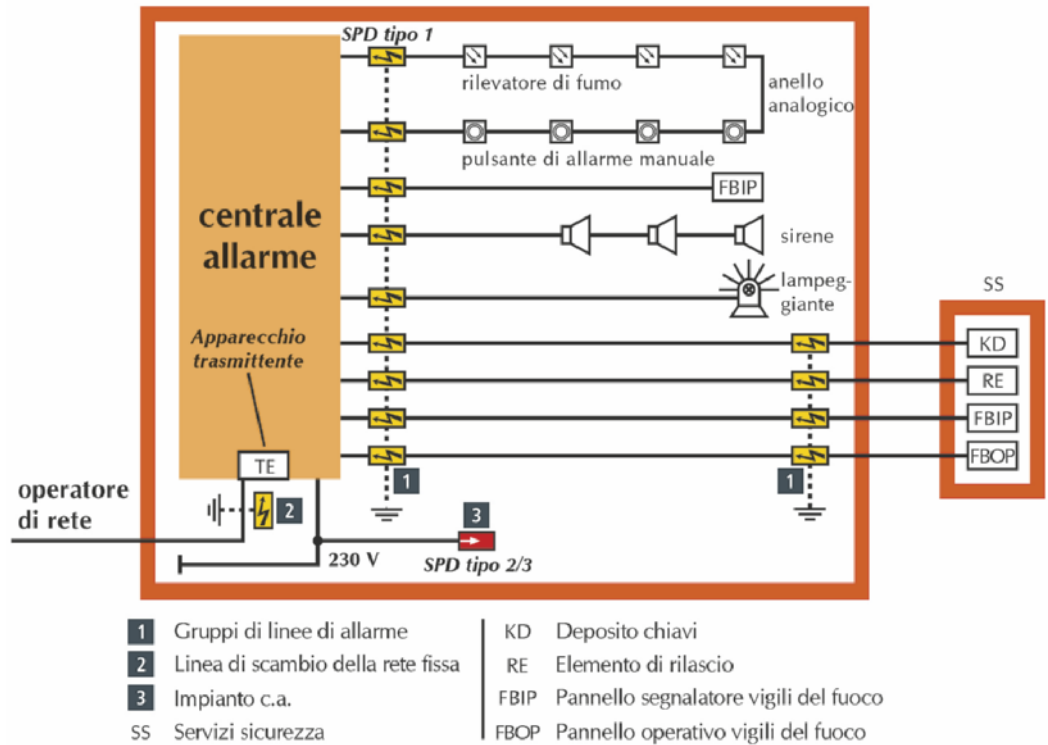 SPD tipo 1
rilevatore di fumo
anello
analogico
pulsante di allarme manuale
FBIP
centrale
allarme
sirene
lampeg-
giante
SS
Apparecchio
trasmittente
KD
RE
FBIP
FBOP
TE
1
1
operatore
di rete
2
3
230 V
SPD tipo 2/3
1 Gruppi di linee di allarme
2 Linea di scambio della rete fissa
3 Impianto c.a.
SS Servizi sicurezza
KD Deposito chiavi
RE Elemento di rilascio
FBIP Pannello segnalatore vigili del fuoco
FBOP Pannello operativo vigili del fuoco